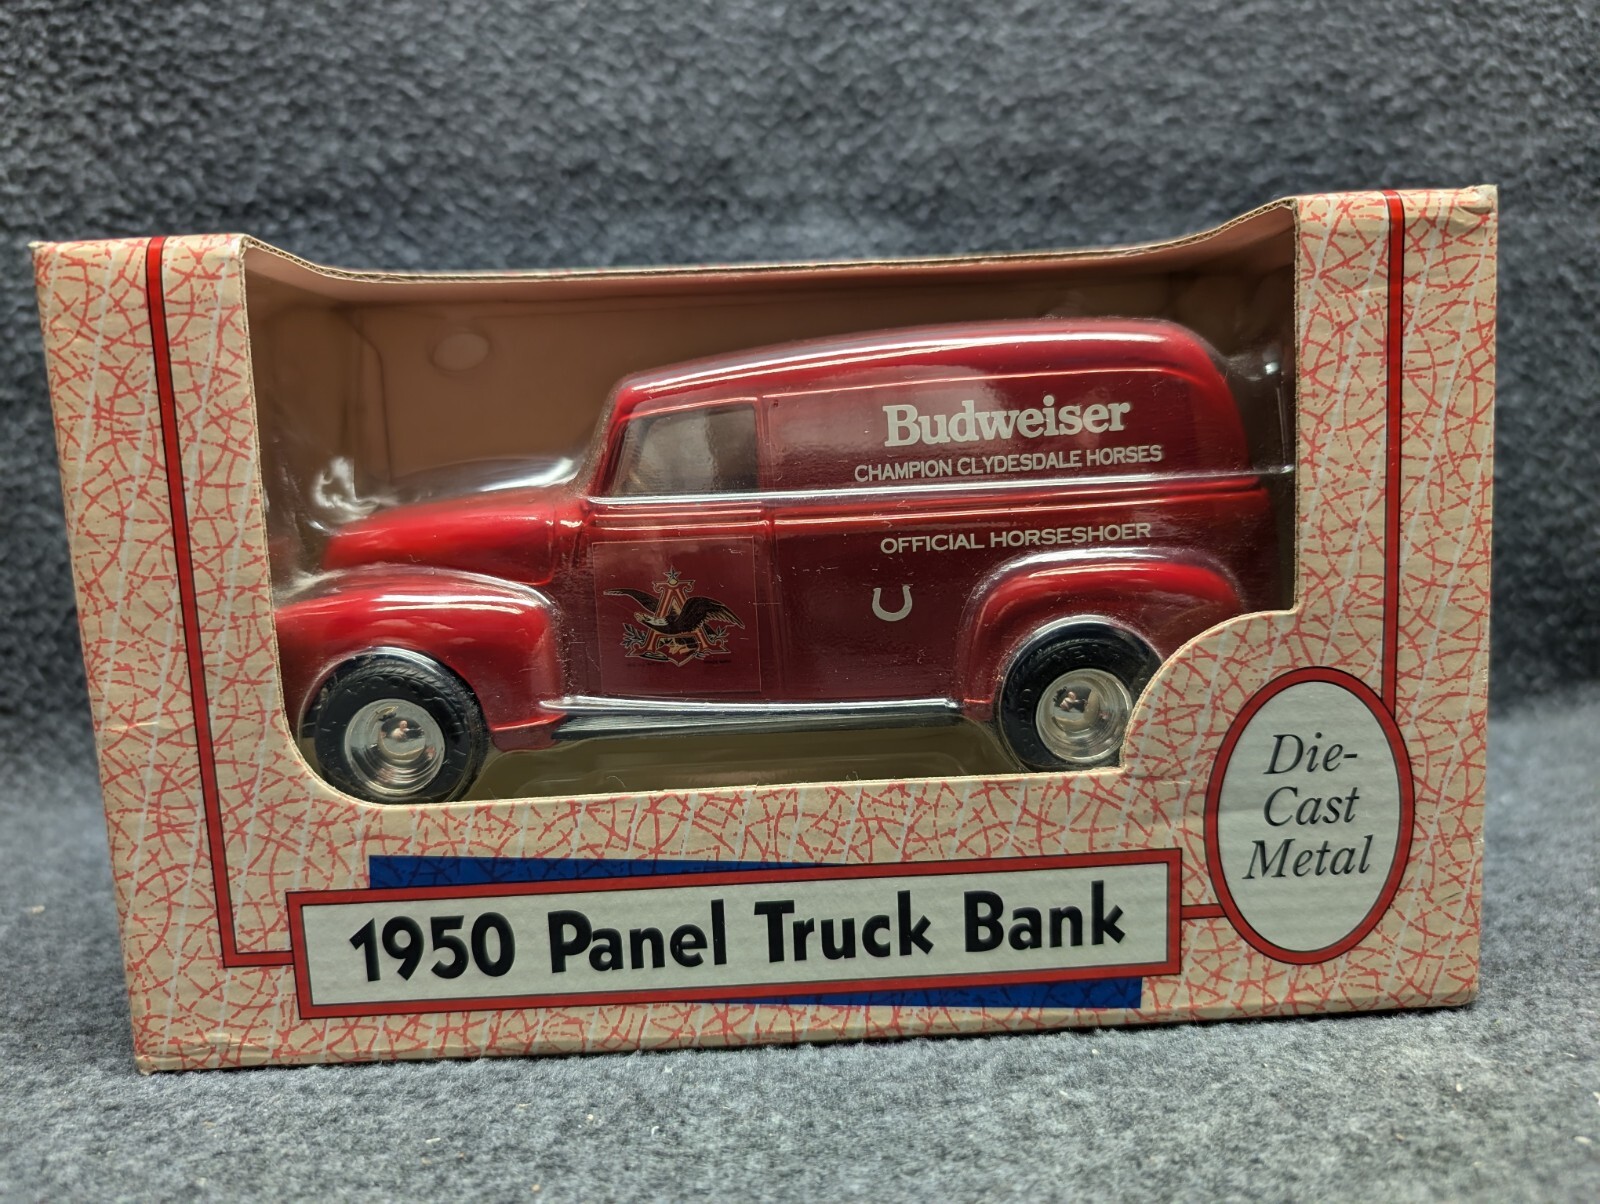 Budweiser
CHAMPION CLYDESDALE HORSES
OFFICIAL HORSESHOER
1950 Panel Truck Bank
Die-
Cast
Metal